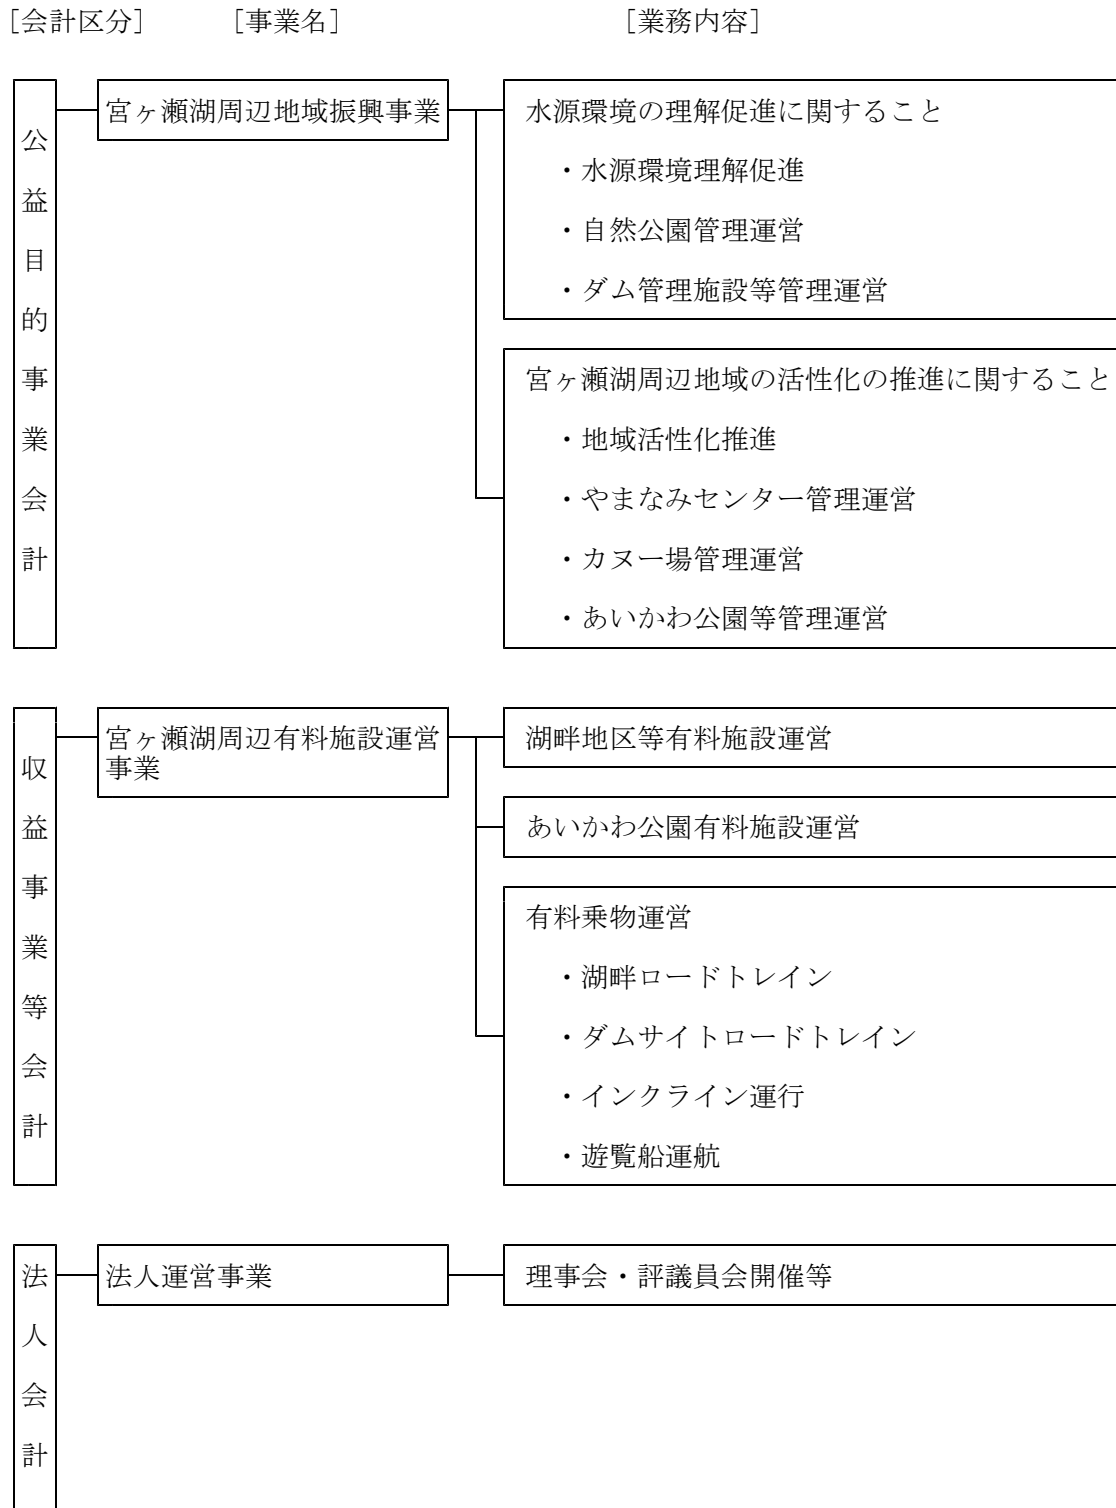 ［会計区分］　［事業名］　［業務内容］
公益目的事業会計
宮ヶ瀬湖周辺地域振興事業
水源環境の理解促進に関すること
・水源環境理解促進
・自然公園管理運営
・ダム管理施設等管理運営
宮ヶ瀬湖周辺地域の活性化の推進に関すること
・地域活性化推進
・やまなみセンター管理運営
・カヌー場管理運営
・あいかわ公園等管理運営
収益事業等会計
宮ヶ瀬湖周辺有料施設運営
事業
湖畔地区等有料施設運営
あいかわ公園有料施設運営
有料乗物運営
・湖畔ロードトレイン
・ダムサイトロードトレイン
・インクライン運行
・遊覧船運航
法人会計
法人運営事業
理事会・評議員会開催等